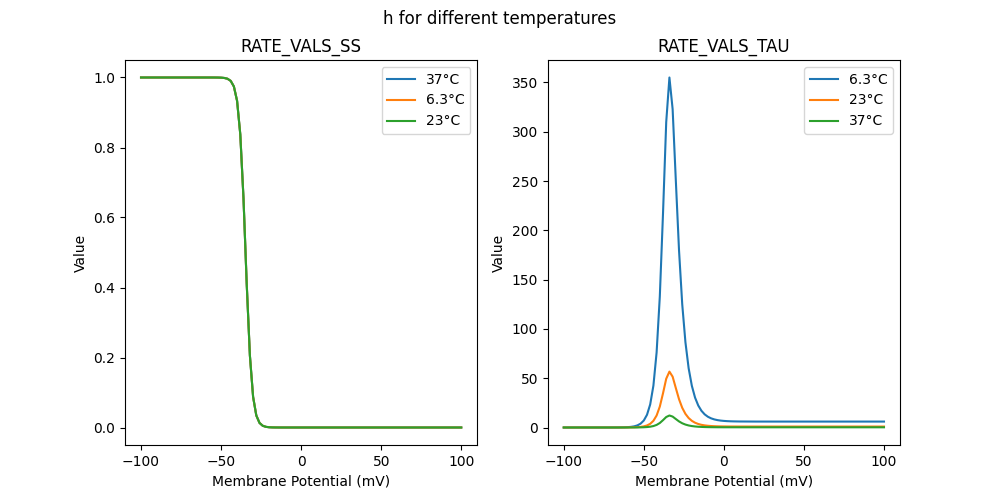 h for different temperatures
RATE_VALS_SS
1.0
0.8
0.6
0.4
0.2
0.0
Value
−100
−50
0
50
100
Membrane Potential (mV)
37°C
6.3°C
23°C
RATE_VALS_TAU
350
300
250
200
150
100
50
0
Value
−100
−50
0
50
100
Membrane Potential (mV)
6.3°C
23°C
37°C